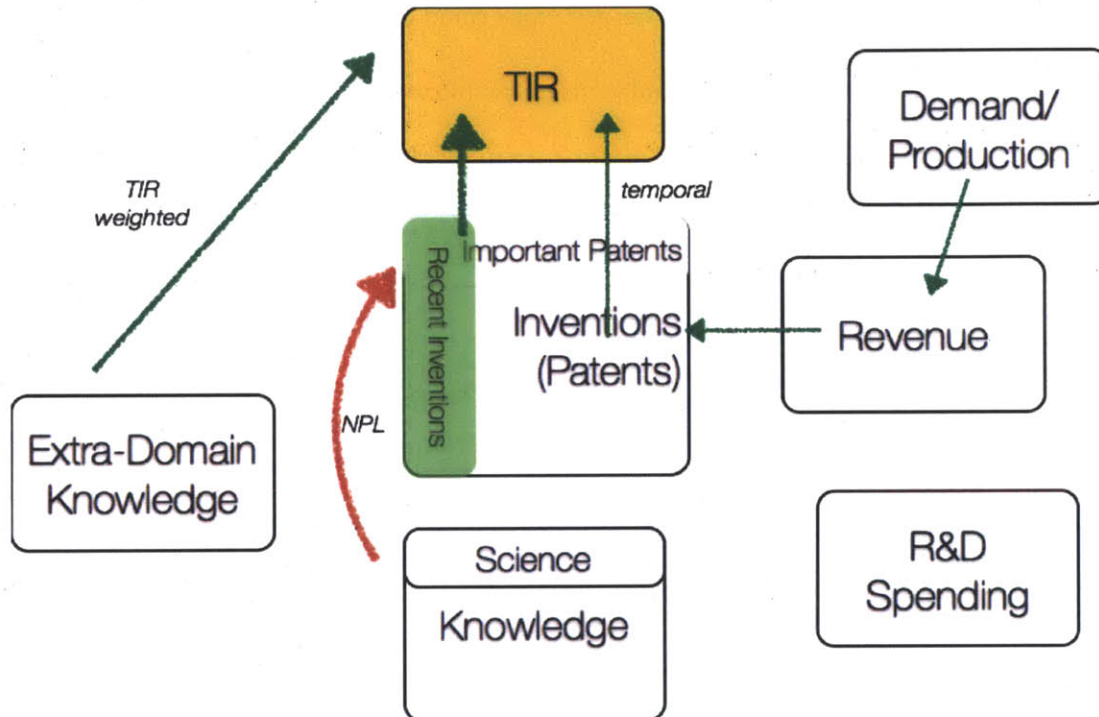 TIR
Demand/
Production
TIR
weighted
temporal
Important Patents
Recent Inventions
Inventions
(Patents)
Revenue
NPL
Extra-Domain
Knowledge
Science
Knowledge
R&D
Spending